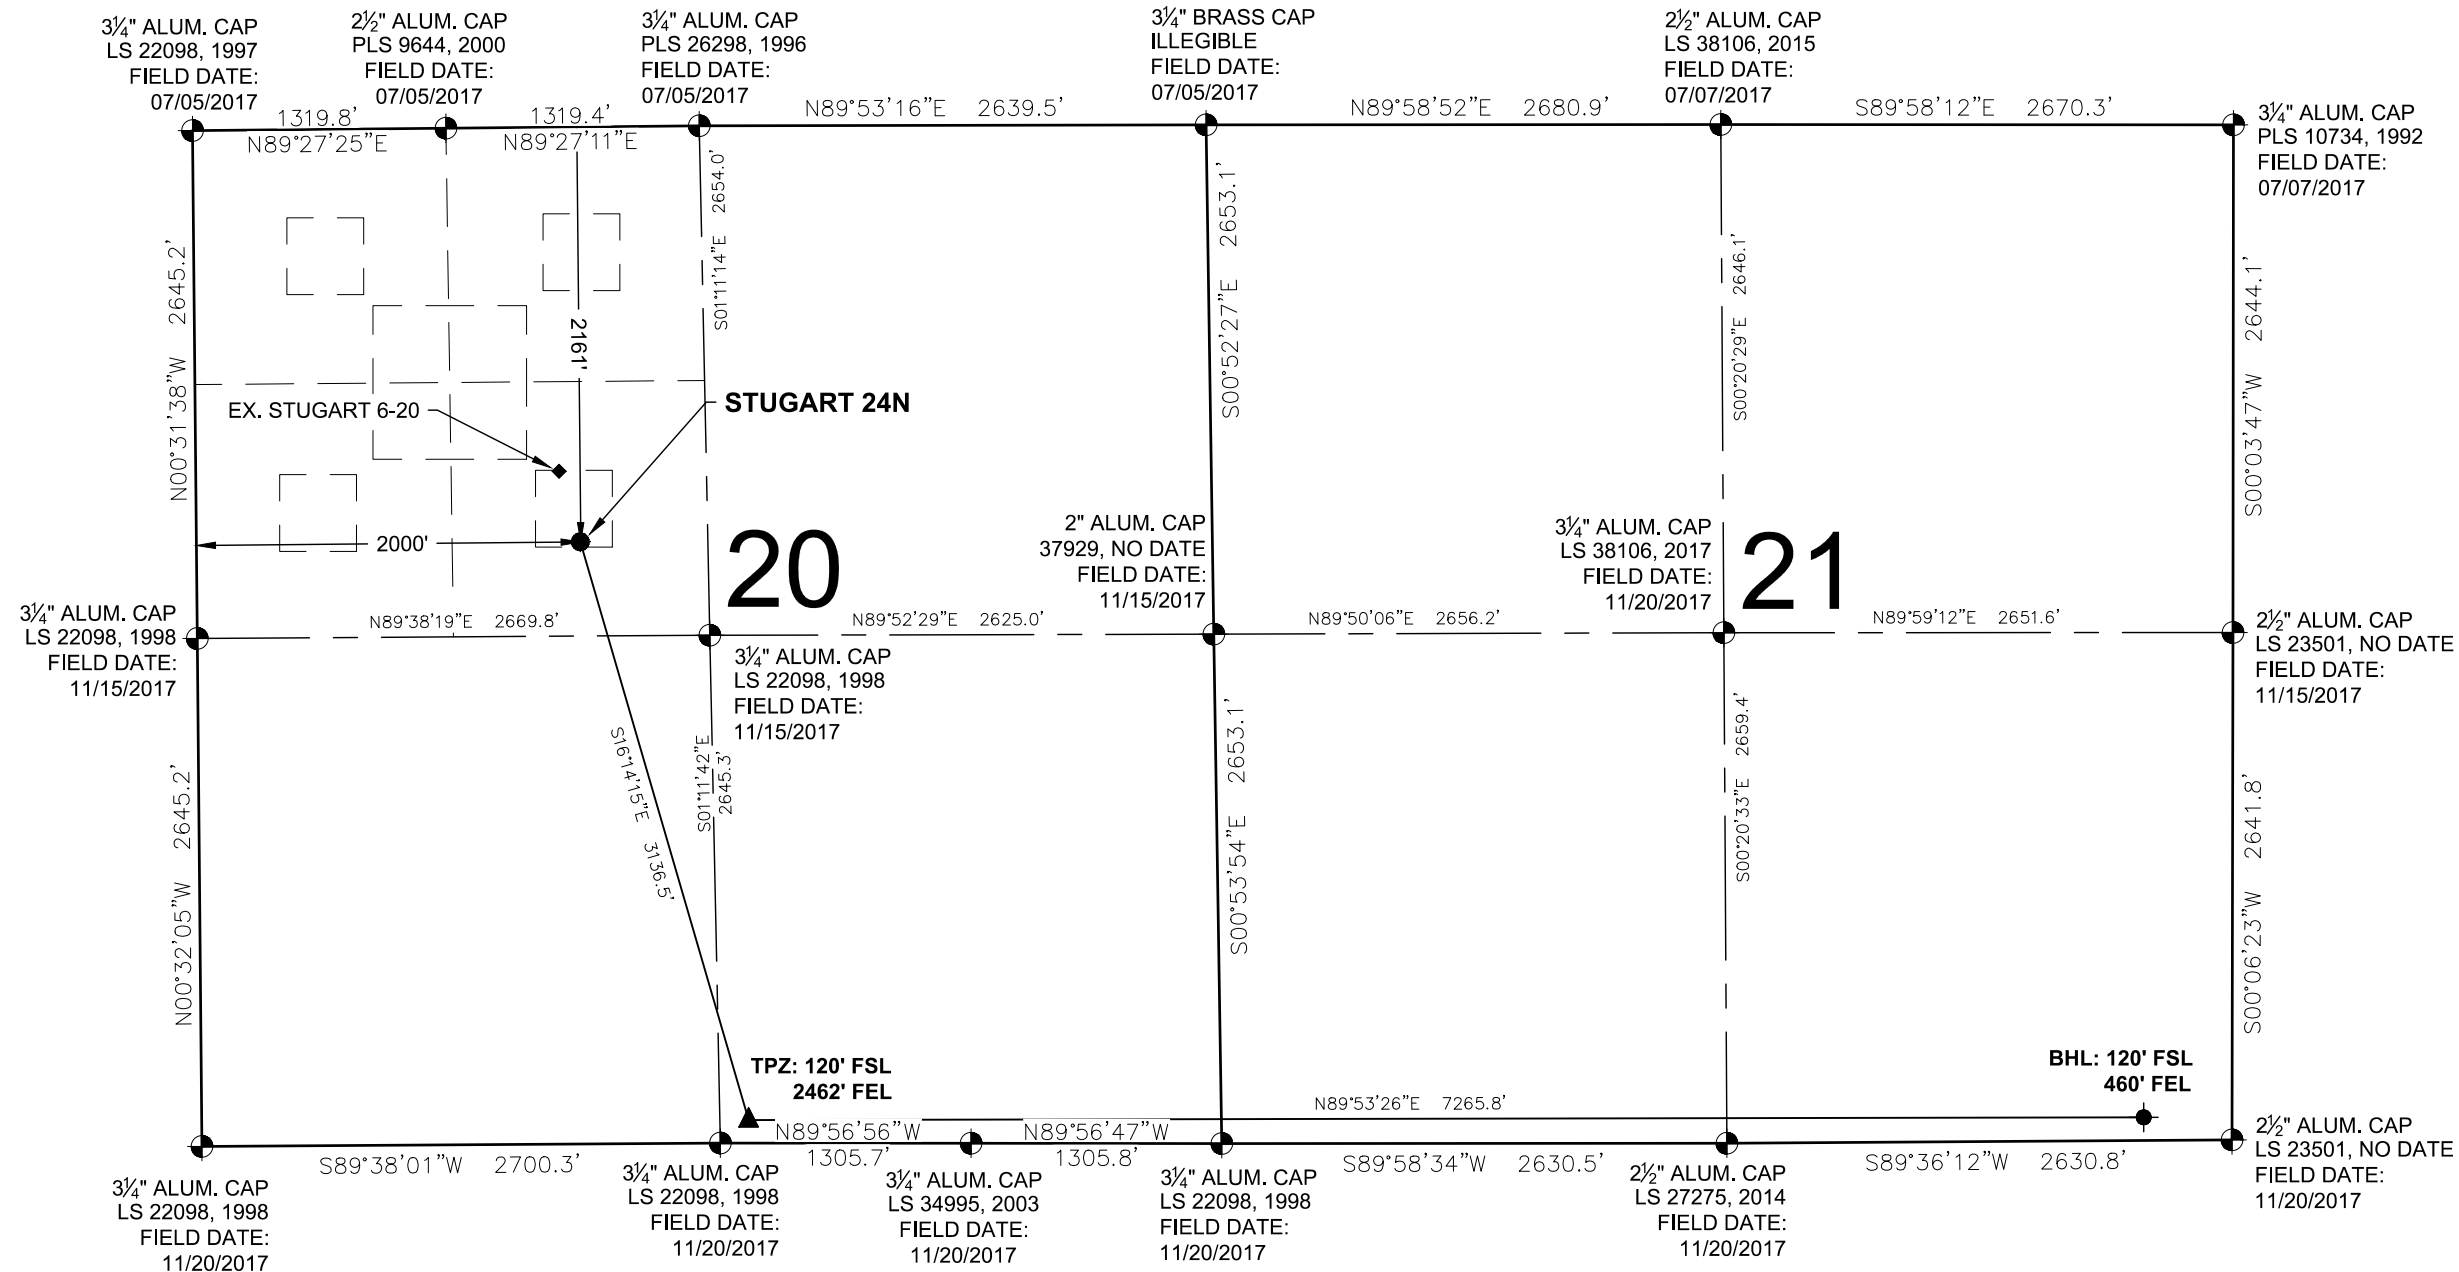 3¼" ALUM. CAP
LS 22098, 1997
FIELD DATE:
07/05/2017
2½" ALUM. CAP
PLS 9644, 2000
FIELD DATE:
07/05/2017
3¼" ALUM. CAP
PLS 26298, 1996
FIELD DATE:
07/05/2017
3¼" BRASS CAP
ILLEGIBLE
FIELD DATE:
07/05/2017
2½" ALUM. CAP
LS 38106, 2015
FIELD DATE:
07/07/2017
3¼" ALUM. CAP
PLS 10734, 1992
FIELD DATE:
07/07/2017
1319.8'
N89°27'25"E
1319.4'
N89°27'11"E
N89°53'16"E 2639.5'
N89°58'52"E 2680.9'
S89°58'12"E 2670.3'
N00°31'38"W 2645.2'
2161'
S01°11'14"E 2654.0'
S00°52'27"E 2653.1'
S00°20'29"E 2646.1'
S00°03'47"W 2644.1'
EX. STUGART 6-20
STUGART 24N
2000'
20
21
2" ALUM. CAP
37929, NO DATE
FIELD DATE:
11/15/2017
3¼" ALUM. CAP
LS 38106, 2017
FIELD DATE:
11/20/2017
3¼" ALUM. CAP
LS 22098, 1998
FIELD DATE:
11/15/2017
N89°38'19"E 2669.8'
N89°52'29"E 2625.0'
N89°50'06"E 2656.2'
N89°59'12"E 2651.6'
2½" ALUM. CAP
LS 23501, NO DATE
FIELD DATE:
11/15/2017
3¼" ALUM. CAP
LS 22098, 1998
FIELD DATE:
11/15/2017
N00°32'05"W 2645.2'
S16°14'15"E 3136.5'
S01°11'42"E
2645.3'
S00°53'54"E 2653.1'
S00°20'33"E 2659.4'
S00°06'23"W 2641.8'
TPZ: 120' FSL
2462' FEL
BHL: 120' FSL
460' FEL
N89°53'26"E 7265.8'
S89°38'01"W 2700.3'
N89°56'56"W
1305.7'
N89°56'47"W
1305.8'
S89°58'34"W 2630.5'
S89°36'12"W 2630.8'
3¼" ALUM. CAP
LS 22098, 1998
FIELD DATE:
11/20/2017
3¼" ALUM. CAP
LS 22098, 1998
FIELD DATE:
11/20/2017
3¼" ALUM. CAP
LS 34995, 2003
FIELD DATE:
11/20/2017
3¼" ALUM. CAP
LS 22098, 1998
FIELD DATE:
11/20/2017
2½" ALUM. CAP
LS 27275, 2014
FIELD DATE:
11/20/2017
2½" ALUM. CAP
LS 23501, NO DATE
FIELD DATE:
11/20/2017